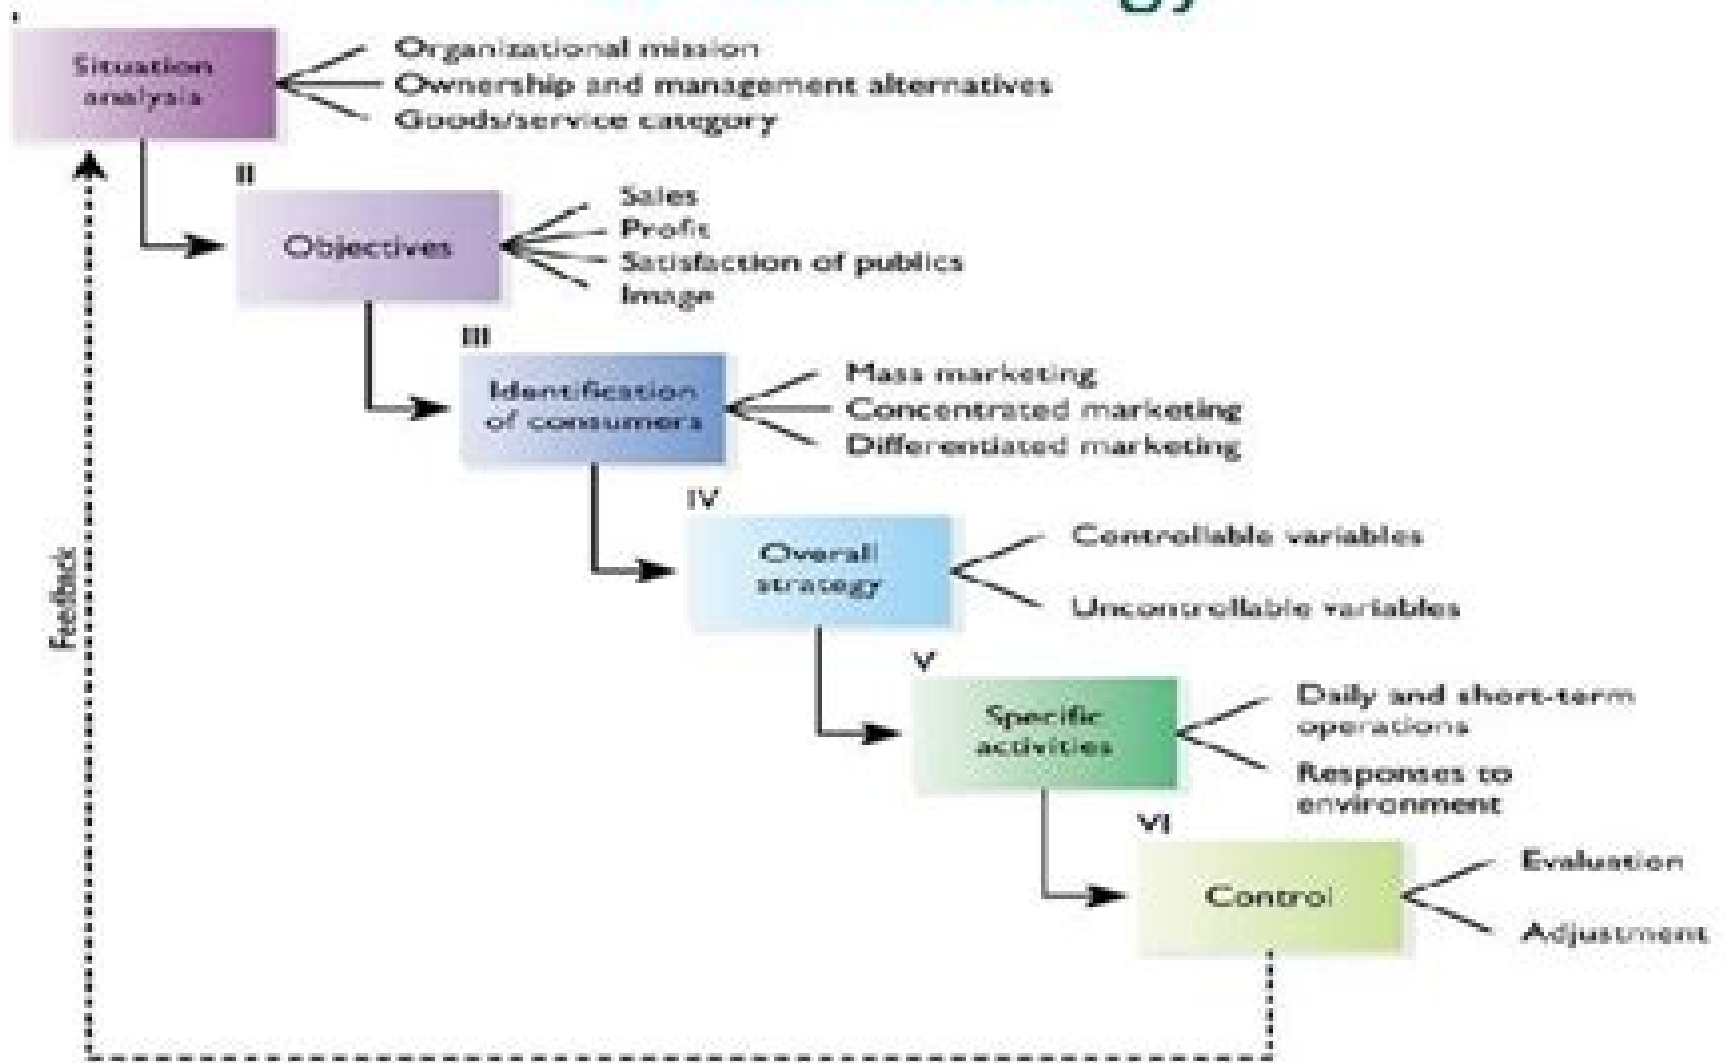 I
Situation
analysis
Organizational mission
Ownership and management alternatives
Goods/service category
II
Objectives
Sales
Profit
Satisfaction of publics
Image
III
Identification
of consumers
Mass marketing
Concentrated marketing
Differentiated marketing
IV
Overall
strategy
Controllable variables
Uncontrollable variables
V
Specific
activities
Daily and short-term
operations
Responses to
environment
VI
Control
Evaluation
Adjustment
Feedback